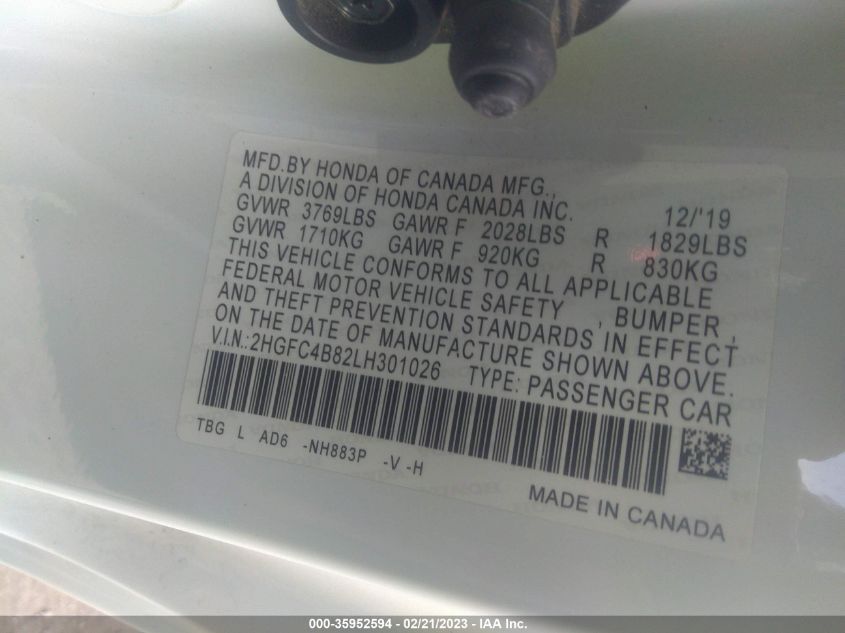 MFD.BY HONDA OF CANADA MFG.,
A DIVISION OF HONDA CANADA INC. 12/'19
GVWR 3769LBS GAWR F 2028LBS R 1829LBS
GVWR 1710KG GAWR F 920KG R 830KG
THIS VEHICLE CONFORMS TO ALL APPLICABLE
FEDERAL MOTOR VEHICLE SAFETY , BUMPER ,
AND THEFT PREVENTION STANDARDS IN EFFECT
ON THE DATE OF MANUFACTURE SHOWN ABOVE.
V.I.N.:2HGFC4B82LH301026 TYPE: PASSENGER CAR
TBG L AD6 -NH883P -V -H
MADE IN CANADA
000-35952594 - 02/21/2023 - IAA Inc.